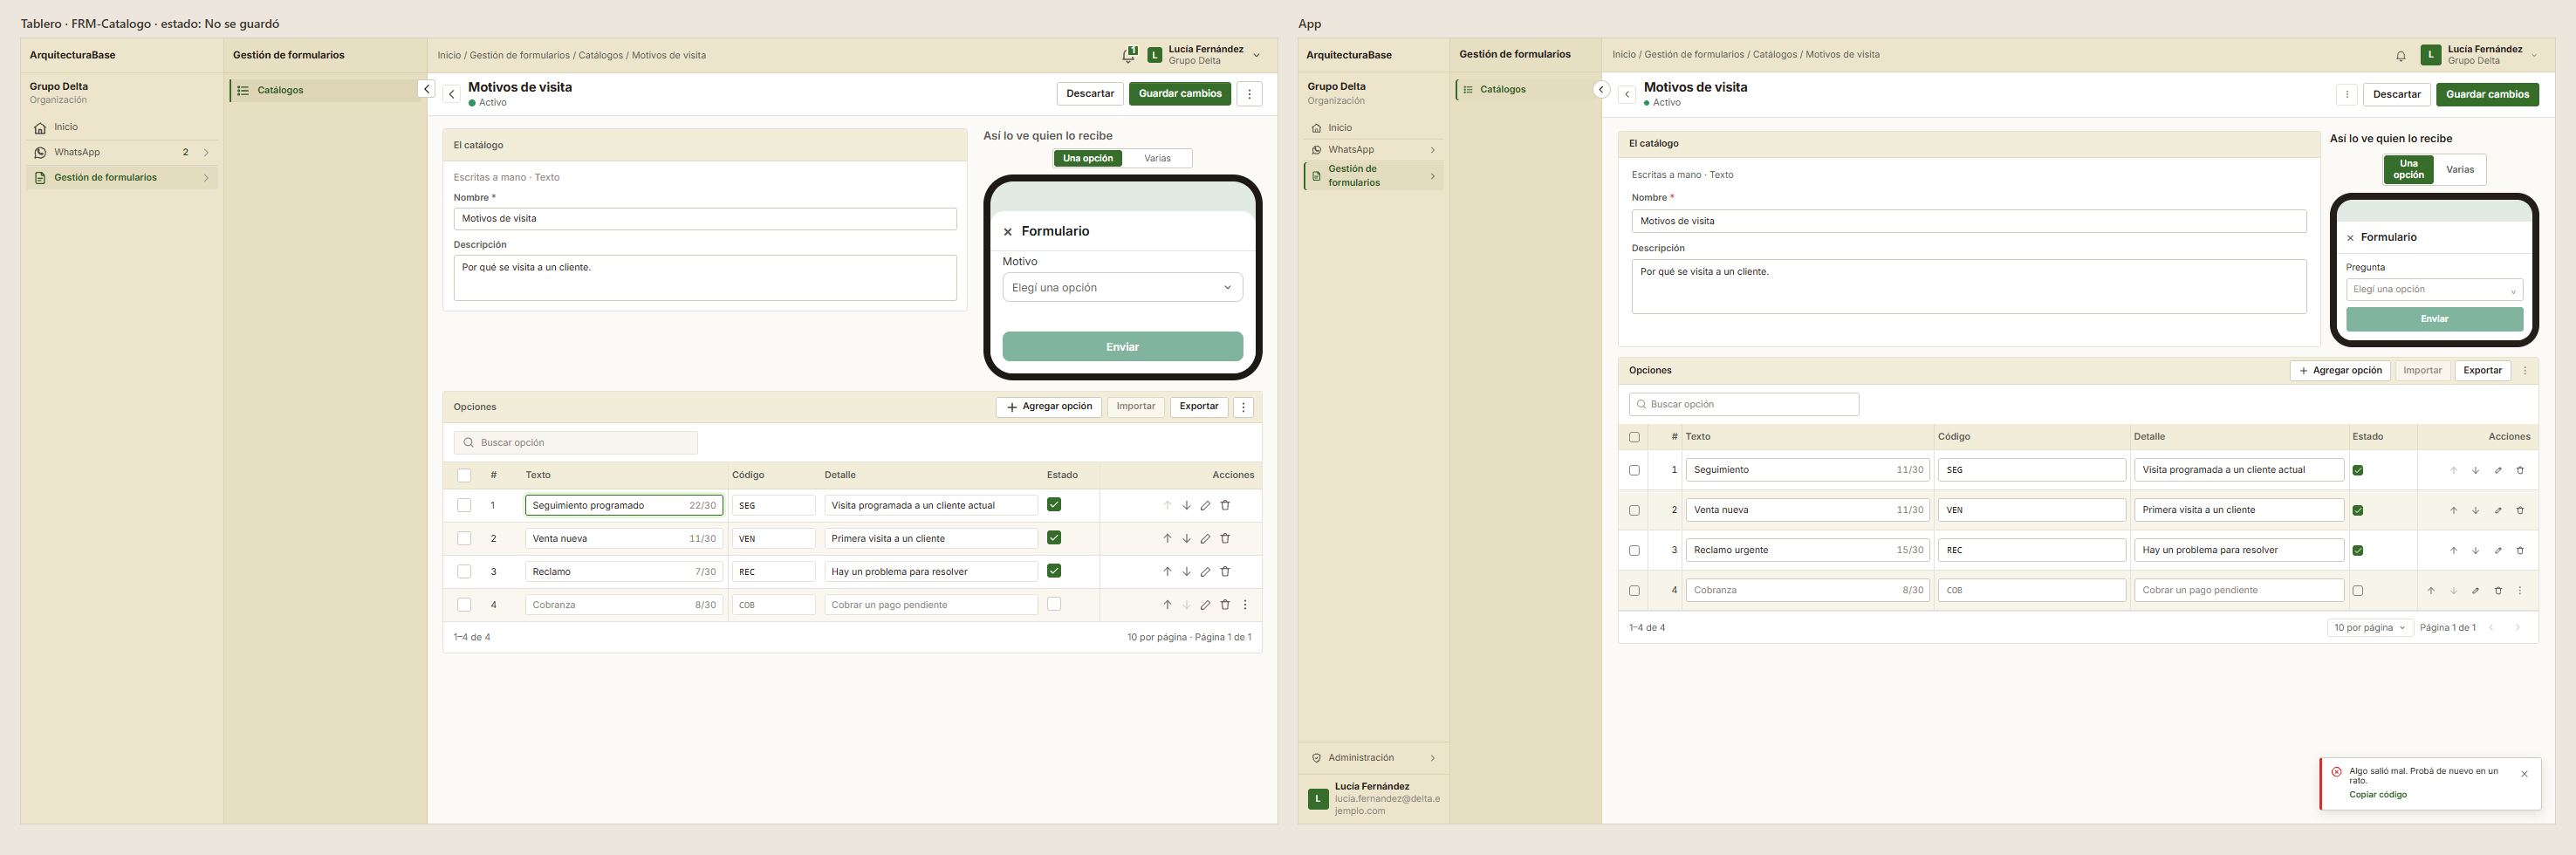 Tablero · FRM-Catalogo · estado: No se guardó
ArquitecturaBase
Gestión de formularios
Inicio / Gestión de formularios / Catálogos / Motivos de visita
1
L
Lucía Fernández
Grupo Delta
Grupo Delta
Organización
Inicio
WhatsApp
2
Gestión de formularios
Catálogos
Motivos de visita
Activo
Descartar
Guardar cambios
El catálogo
Escritas a mano · Texto
Nombre *
Motivos de visita
Descripción
Por qué se visita a un cliente.
Así lo ve quien lo recibe
Una opción
Varias
Formulario
Motivo
Elegí una opción
Enviar
Opciones
Agregar opción
Importar
Exportar
Buscar opción
# Texto Código Detalle Estado Acciones
1 Seguimiento programado 22/30 SEG Visita programada a un cliente actual
2 Venta nueva 11/30 VEN Primera visita a un cliente
3 Reclamo 7/30 REC Hay un problema para resolver
4 Cobranza 8/30 COB Cobrar un pago pendiente
1–4 de 4
10 por página · Página 1 de 1
App
ArquitecturaBase
Gestión de formularios
Inicio / Gestión de formularios / Catálogos / Motivos de visita
L
Lucía Fernández
Grupo Delta
Grupo Delta
Organización
Inicio
WhatsApp
Gestión de
formularios
Administración
L
Lucía Fernández
lucia.fernandez@delta.e
jemplo.com
Catálogos
Motivos de visita
Activo
Descartar
Guardar cambios
El catálogo
Escritas a mano · Texto
Nombre *
Motivos de visita
Descripción
Por qué se visita a un cliente.
Así lo ve quien lo recibe
Una
opción
Varias
Formulario
Pregunta
Elegí una opción
Enviar
Opciones
Agregar opción
Importar
Exportar
Buscar opción
# Texto Código Detalle Estado Acciones
1 Seguimiento 11/30 SEG Visita programada a un cliente actual
2 Venta nueva 11/30 VEN Primera visita a un cliente
3 Reclamo urgente 15/30 REC Hay un problema para resolver
4 Cobranza 8/30 COB Cobrar un pago pendiente
1–4 de 4
10 por página
Página 1 de 1
Algo salió mal. Probá de nuevo en un
rato.
Copiar código